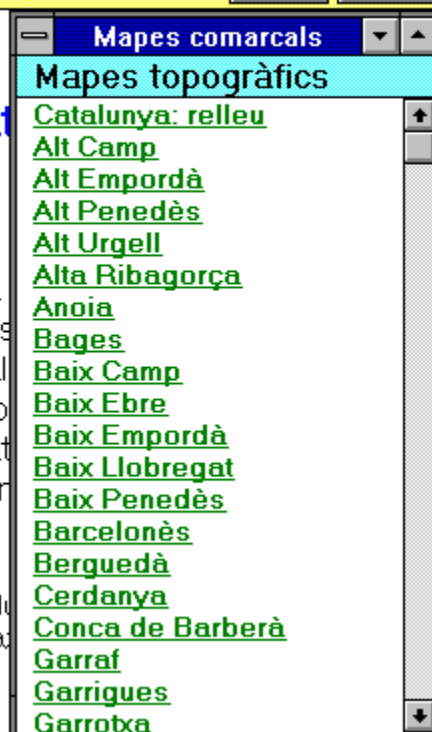 Mapes comarcals
Mapes topogràfics
Catalunya: relleu
Alt Camp
Alt Empordà
Alt Penedès
Alt Urgell
Alta Ribagorça
Anoia
Bages
Baix Camp
Baix Ebre
Baix Empordà
Baix Llobregat
Baix Penedès
Barcelonès
Berguedà
Cerdanya
Conca de Barberà
Garraf
Garrigues
Garrotxa